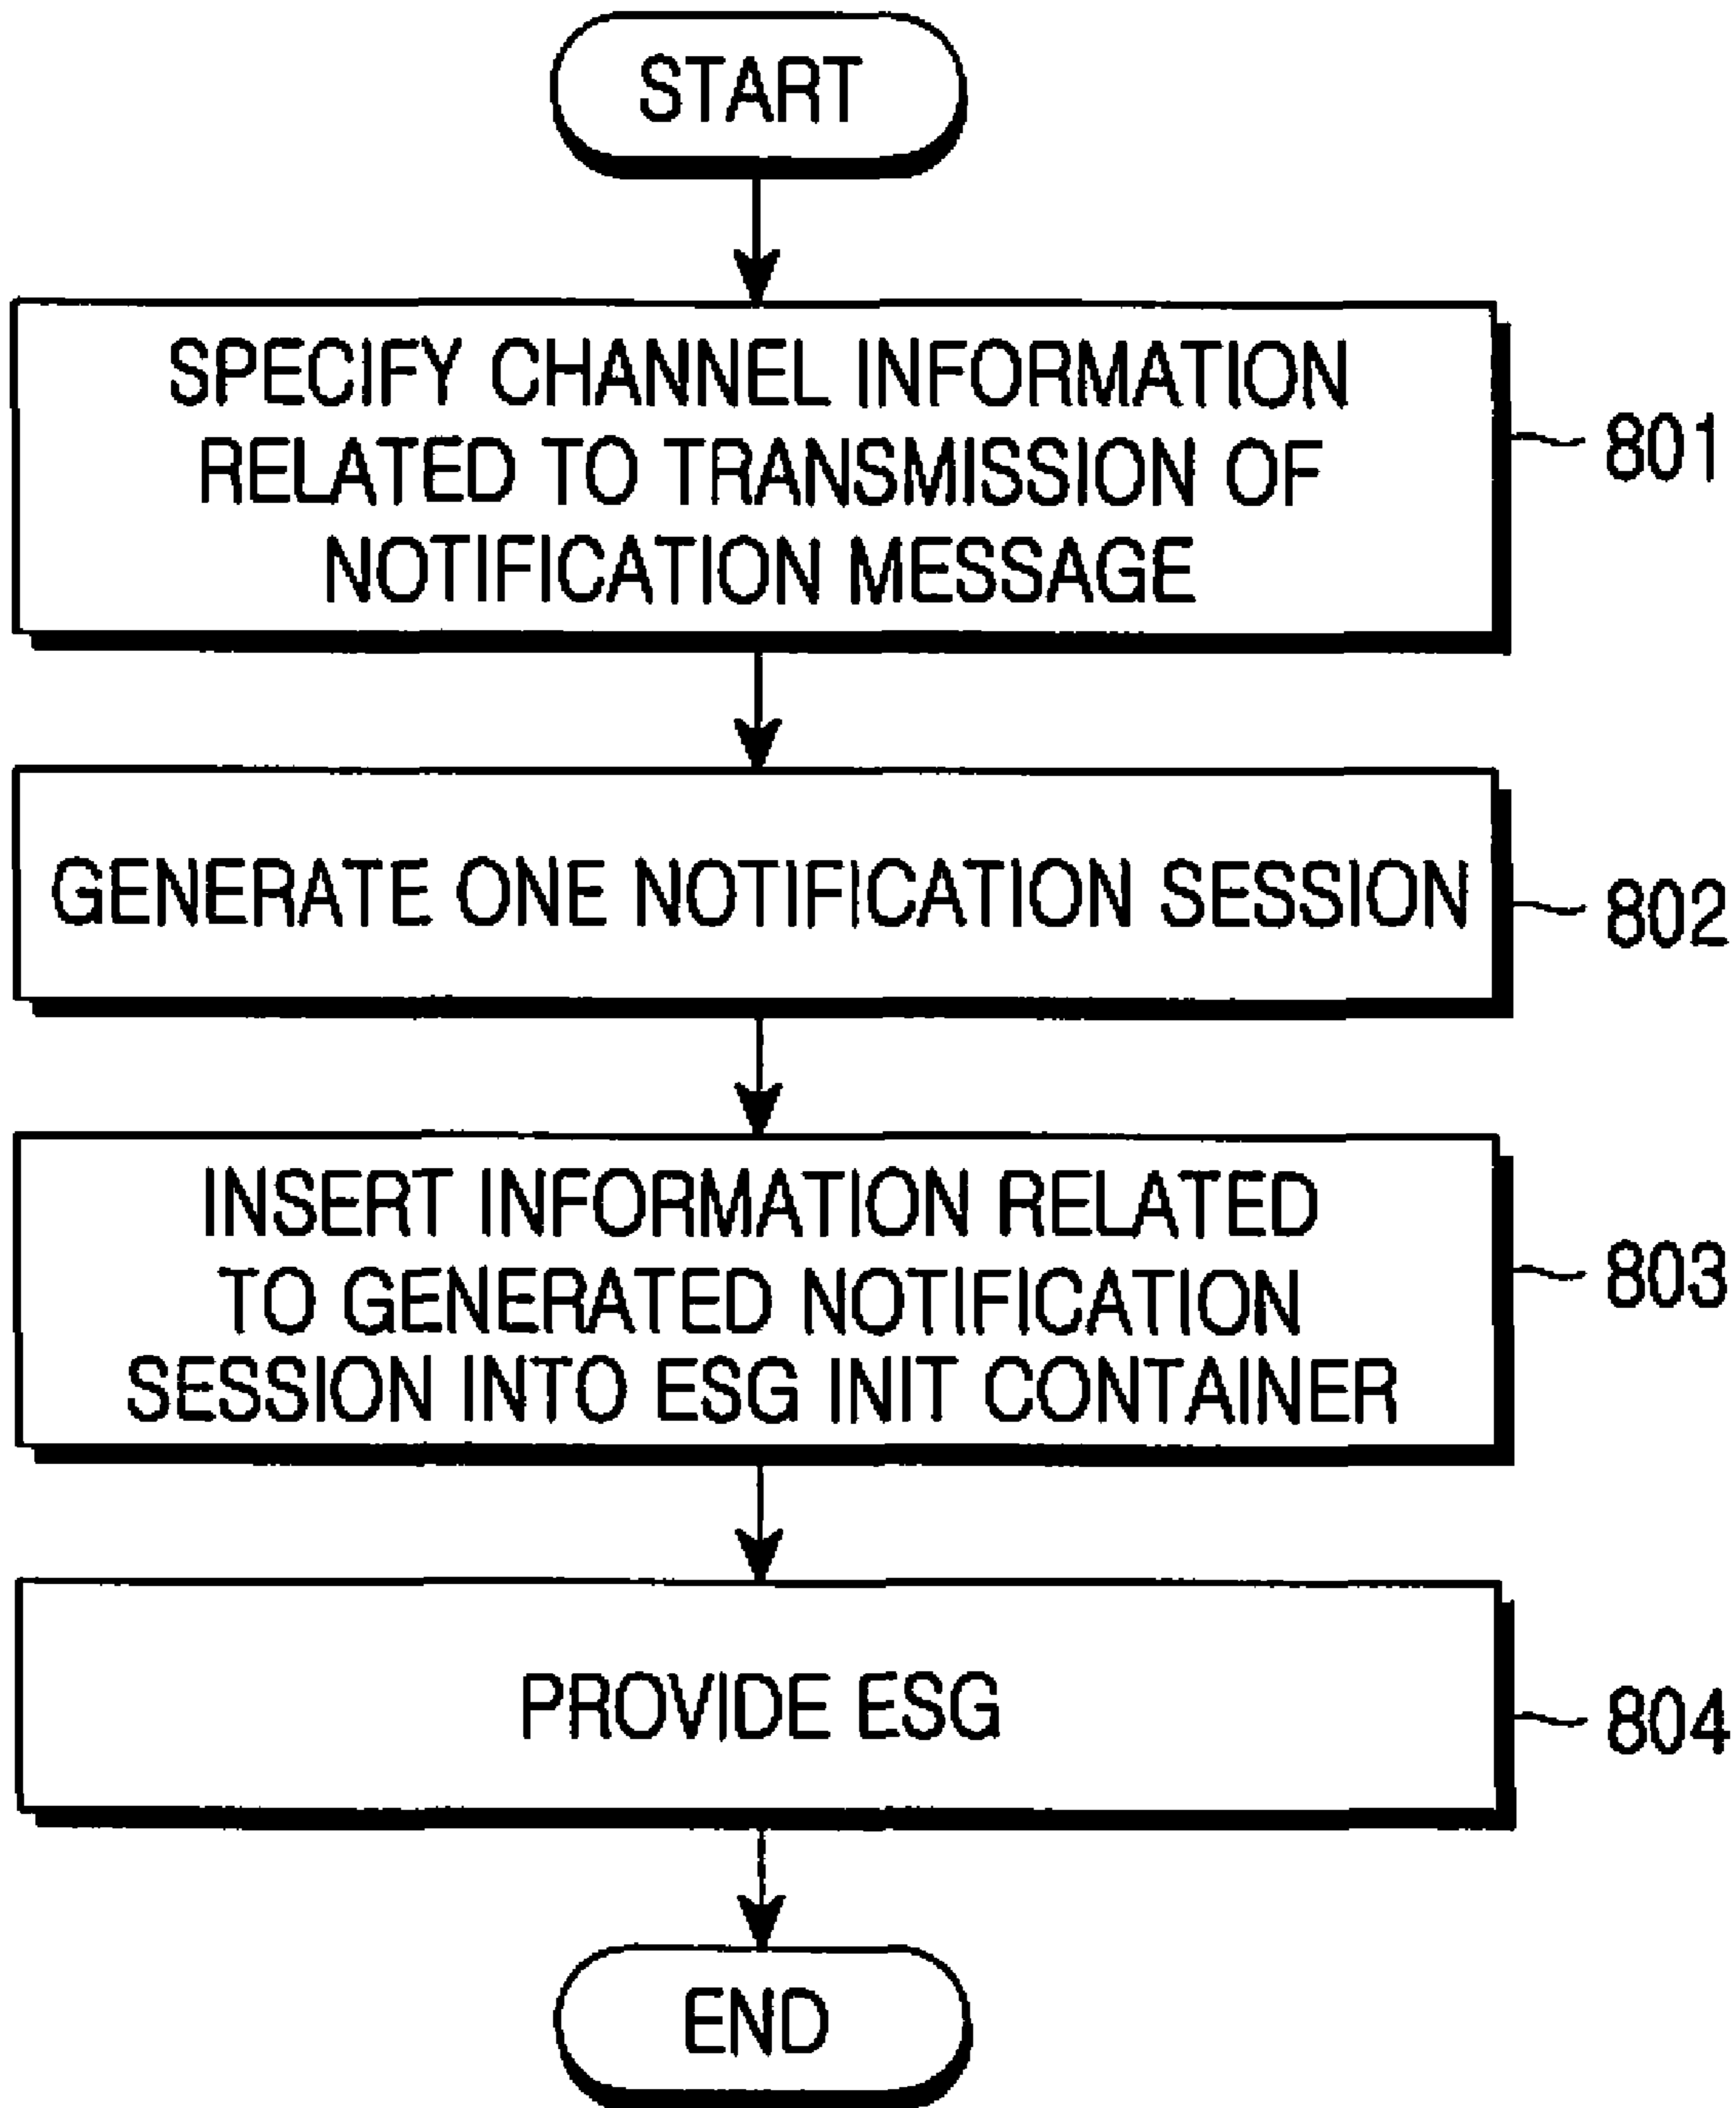 START
SPECIFY CHANNEL INFORMATION
RELATED TO TRANSMISSION OF
NOTIFICATION MESSAGE
801
GENERATE ONE NOTIFICATION SESSION
802
INSERT INFORMATION RELATED
TO GENERATED NOTIFICATION
SESSION INTO ESG INIT CONTAINER
803
PROVIDE ESG
804
END